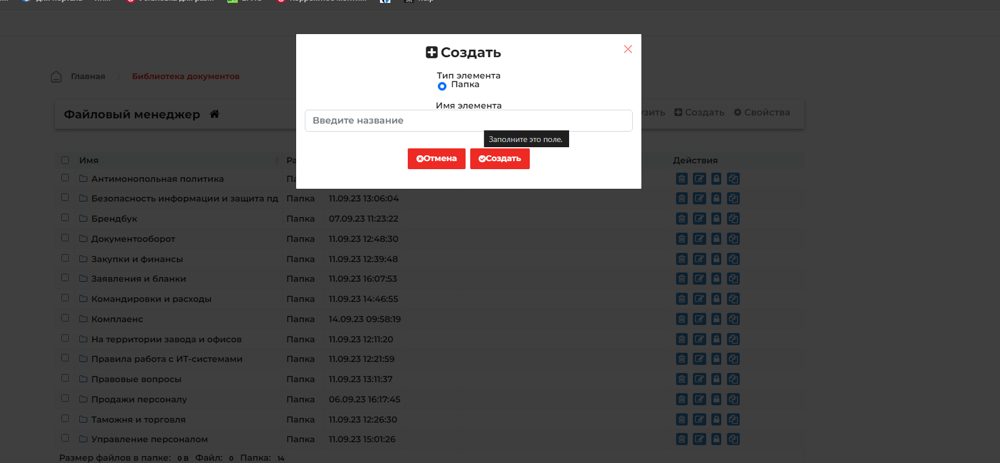 Создать
Тип элемента
Папка
Имя элемента
Введите название
Заполните это поле.
Отмена Создать
Главная Библиотека документов
Файловый менеджер
Создать Свойства
Имя Действия
Антимонопольная политика
Безопасность информации и защита пд Папка 11.09.23 13:06:04
Брендбук Папка 07.09.23 11:23:22
Документооборот Папка 11.09.23 12:48:30
Закупки и финансы Папка 11.09.23 12:39:48
Заявления и бланки Папка 11.09.23 16:07:53
Командировки и расходы Папка 11.09.23 14:46:55
Комплаенс Папка 14.09.23 09:58:19
На территории завода и офисов Папка 11.09.23 12:11:20
Правила работа с ИТ-системами Папка 11.09.23 12:21:59
Правовые вопросы Папка 11.09.23 13:11:37
Продажи персоналу Папка 06.09.23 16:17:45
Таможня и торговля Папка 11.09.23 12:26:30
Управление персоналом Папка 11.09.23 15:01:26
Размер файлов в папке: 0 B Файл: 0 Папка: 14